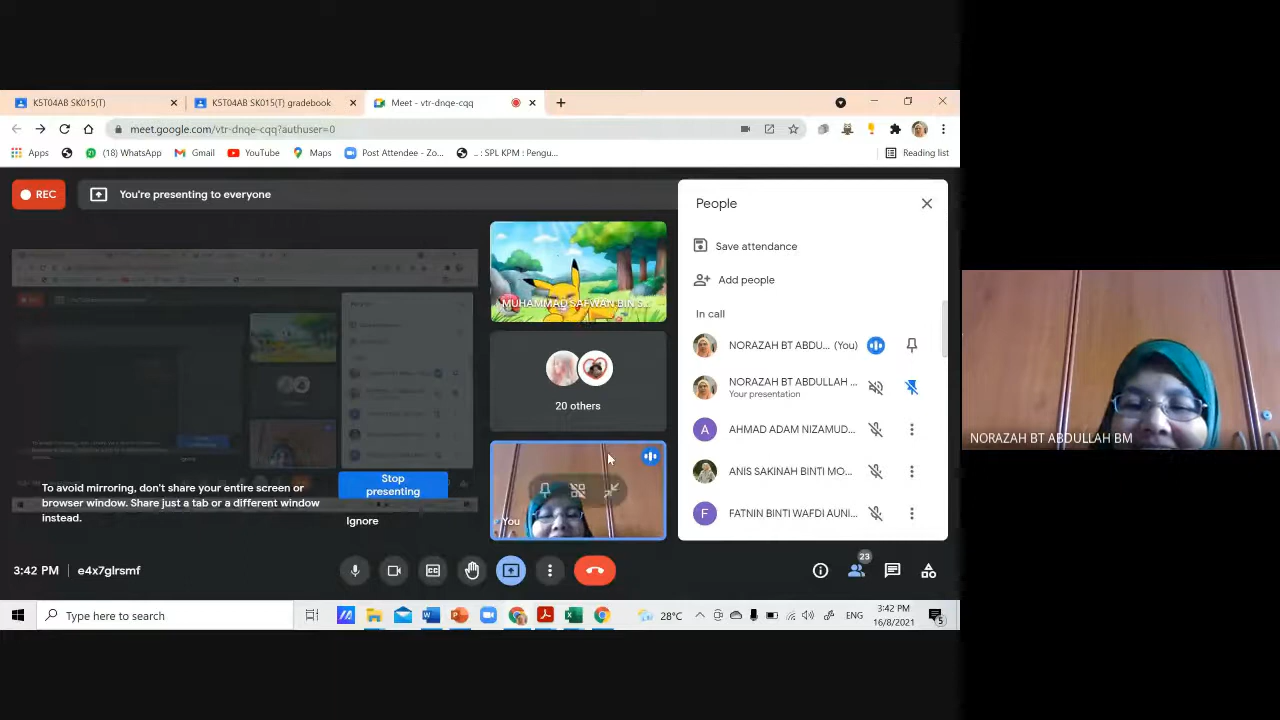 K5T04AB SK015(T)
K5T04AB SK015(T) gradebook
Meet - vtr-dnqe-cqq
meet.google.com/vtr-dnqe-cqq?authuser=0
Apps
(18) WhatsApp
Gmail
YouTube
Maps
Post Attendee - Zo...
.. : SPL KPM : Pengu...
Reading list
REC
You're presenting to everyone
People
Save attendance
Add people
In call
NORAZAH BT ABDU... (You)
NORAZAH BT ABDULLAH ...
Your presentation
AHMAD ADAM NIZAMUD...
ANIS SAKINAH BINTI MO...
FATNIN BINTI WAFDI AUNI...
MUHAMMAD SAFWAN BIN S...
20 others
You
To avoid mirroring, don't share your entire screen or
browser window. Share just a tab or a different window
instead.
Stop
presenting
Ignore
3:42 PM | e4x7glrsmf
23
Type here to search
28°C
ENG
3:42 PM
16/8/2021
5
NORAZAH BT ABDULLAH BM